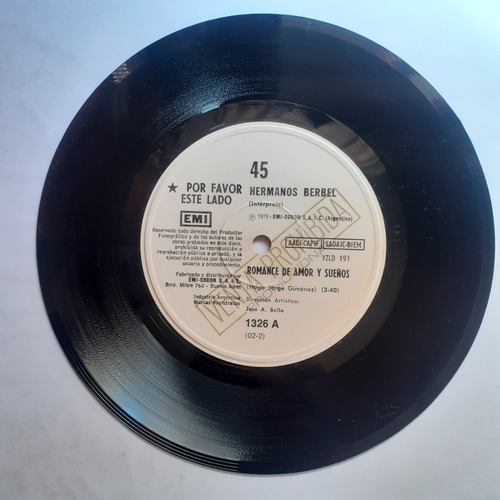 45
★ POR FAVOR
ESTE LADO
HERMANOS BERBEL
(Intérprete)
℗ 1976 - EMI-ODEON S.A.I.C. (Argentina)
EMI
AADI-CAPIF
SADAIC-BIEM
Reservado todo derecho del Productor
Fonográfico y de los autores de las
obras grabadas en este disco,
prohibida su reproducción o
reprobación pública o privada, y la
ejecución pública por cualquier
usuario y procedimiento.
YZLD 191
ROMANCE DE AMOR Y SUEÑOS
Fabricado y distribuido por
EMI-ODEON S.A.I.C.
Bmé. Mitre 760 - Buenos Aires
(Hugo Jorge Giménez) (3:40)
Industria Argentina
Marcas Registradas
Dirección Artística:
José A. Bello
1326 A
(02-2)
VENTA PROHIBIDA